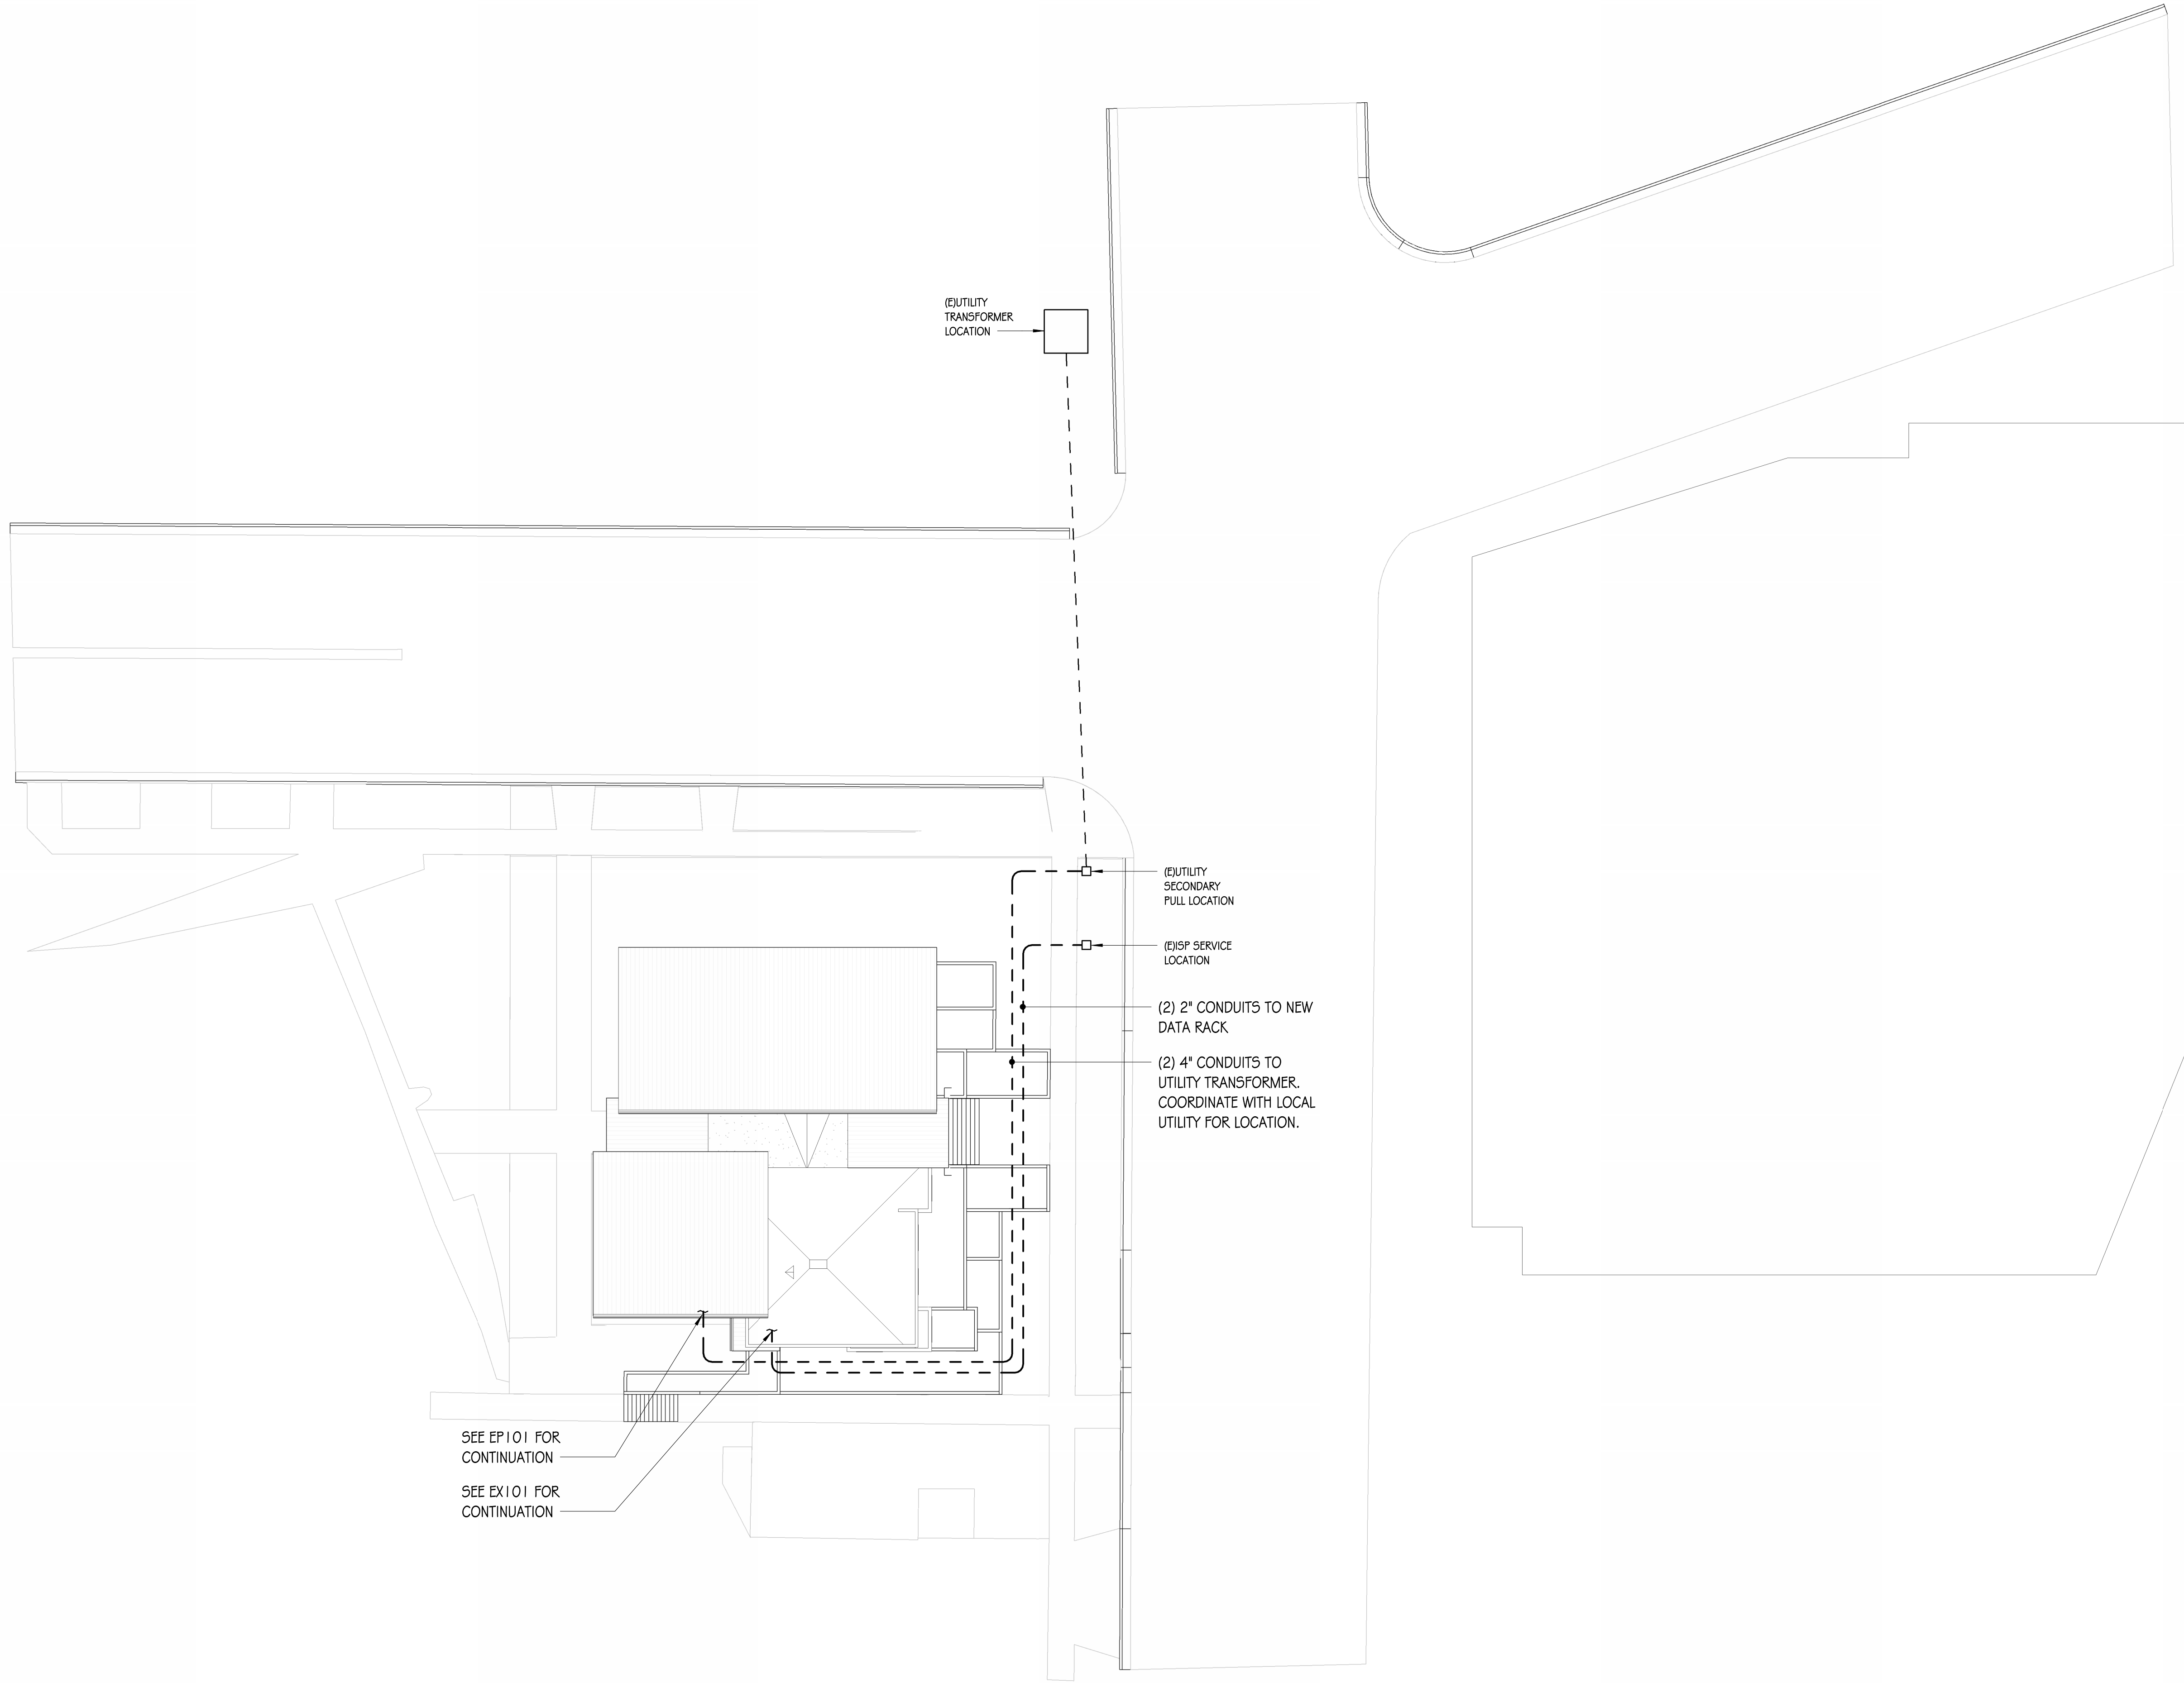 (E)UTILITY
TRANSFORMER
LOCATION
(E)UTILITY
SECONDARY
PULL LOCATION
(E)ISP SERVICE
LOCATION
(2) 2" CONDUITS TO NEW
DATA RACK
(2) 4" CONDUITS TO
UTILITY TRANSFORMER.
COORDINATE WITH LOCAL
UTILITY FOR LOCATION.
SEE EP101 FOR
CONTINUATION
SEE EX101 FOR
CONTINUATION